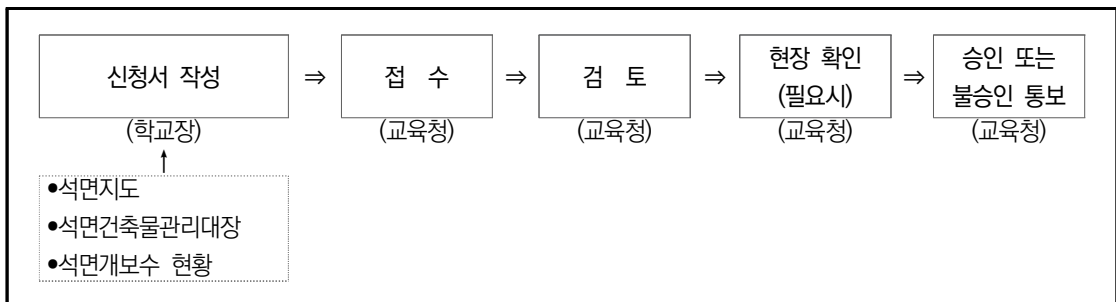 신청서 작성 ⇒ 접 수 ⇒ 검 토 ⇒ 현장 확인 (필요시) ⇒ 승인 또는 불승인 통보
(학교장) (교육청) (교육청) (교육청) (교육청)
↑
•석면지도
•석면건축물관리대장
•석면개보수 현황